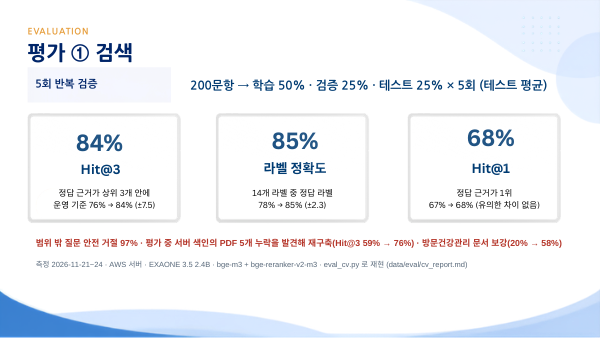 EVALUATION
평가 ① 검색
5회 반복 검증
200문항 → 학습 50% · 검증 25% · 테스트 25% × 5회 (테스트 평균)
84%
Hit@3
정답 근거가 상위 3개 안에
운영 기준 76% → 84% (±7.5)
85%
라벨 정확도
14개 라벨 중 정답 라벨
78% → 85% (±2.3)
68%
Hit@1
정답 근거가 1위
67% → 68% (유의한 차이 없음)
범위 밖 질문 안전 거절 97% · 평가 중 서버 색인의 PDF 5개 누락을 발견해 재구축(Hit@3 59% → 76%) · 방문건강관리 문서 보강(20% → 58%)
측정 2026-11-21~24 · AWS 서버 · EXAONE 3.5 2.4B · bge-m3 + bge-reranker-v2-m3 · eval_cv.py 로 재현 (data/eval/cv_report.md)